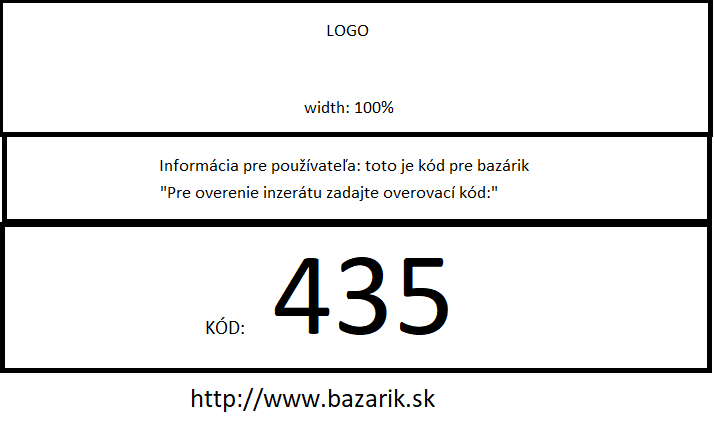 LOGO
width: 100%
Informácia pre používateľa: toto je kód pre bazárik
"Pre overenie inzerátu zadajte overovací kód:"
KÓD: 435
http://www.bazarik.sk